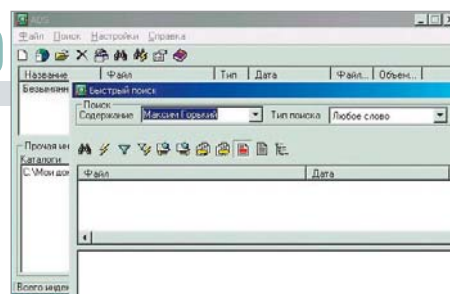 ADS
Файл Поиск Настройки Справка
Название Файл Тип Дата Файл... Объем...
Безымянн
Быстрый поиск
Поиск
Содержание Максим Горький Тип поиска Любое слово
Прочая ин
Каталоги
C:\Мои док
Файл Дата
Всего индек